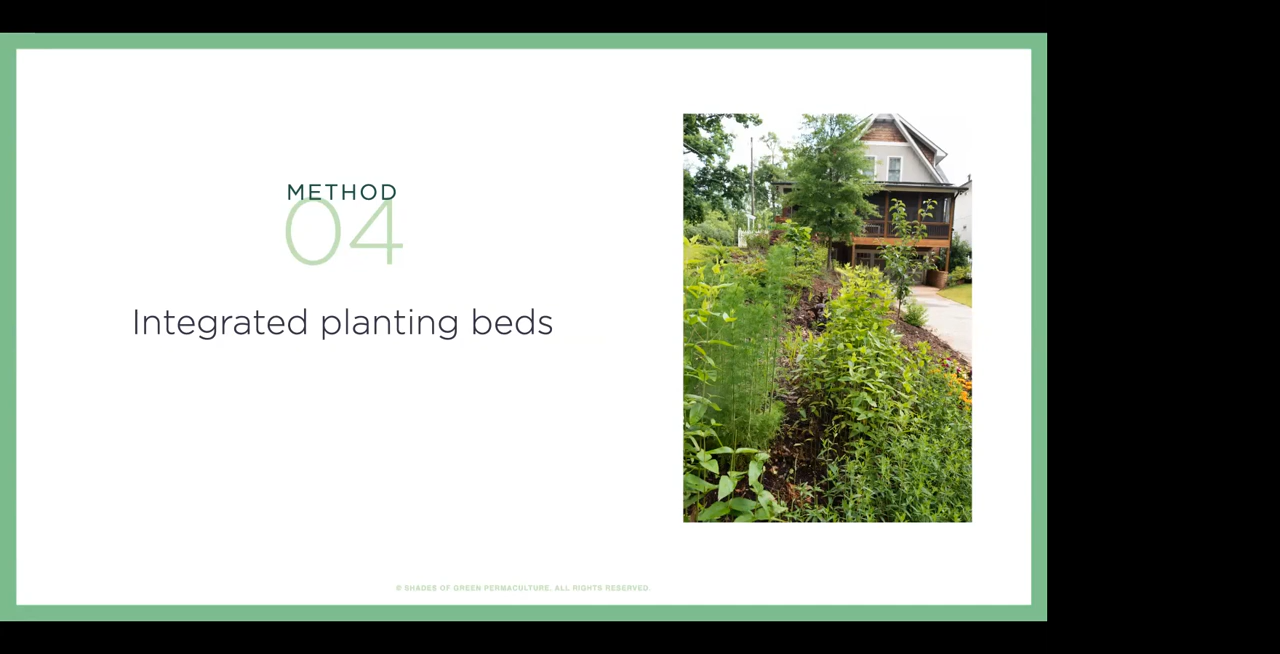 METHOD
04
Integrated planting beds
© SHADES OF GREEN PERMACULTURE, ALL RIGHTS RESERVED.